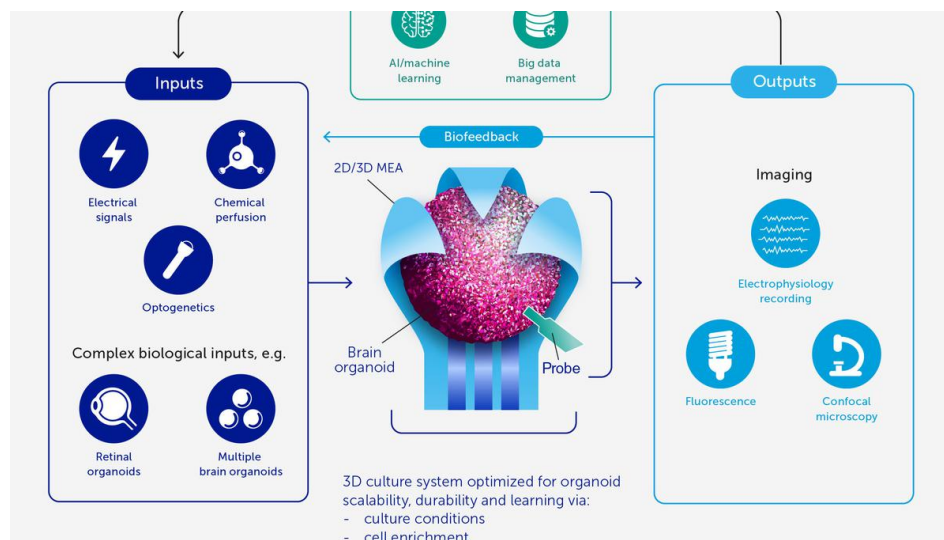 AI/machine
learning
Big data
management
Inputs
Outputs
Electrical
signals
Chemical
perfusion
Optogenetics
Complex biological inputs, e.g.
Retinal
organoids
Multiple
brain organoids
Biofeedback
2D/3D MEA
Brain
organoid
Probe
3D culture system optimized for organoid
scalability, durability and learning via:
- culture conditions
- cell enrichment
Imaging
Electrophysiology
recording
Fluorescence
Confocal
microscopy